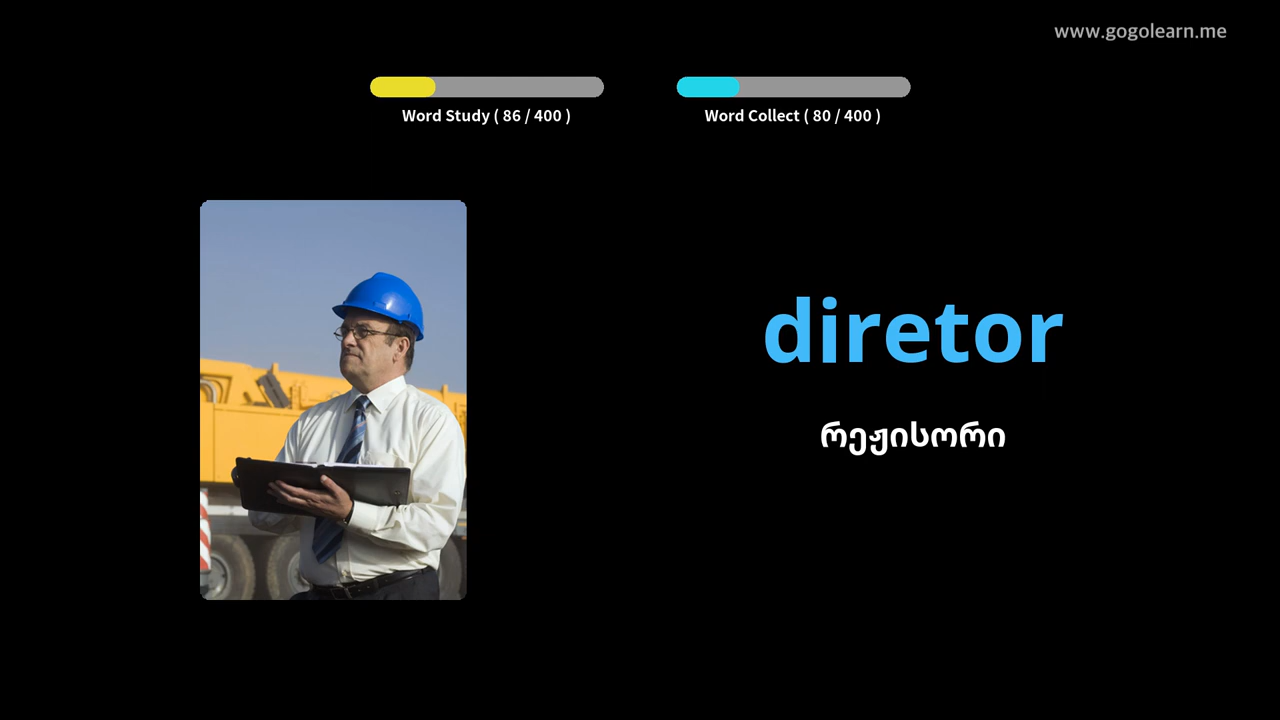 www.gogolearn.me
Word Study ( 86 / 400 )
Word Collect ( 80 / 400 )
diretor
რეჟისორი